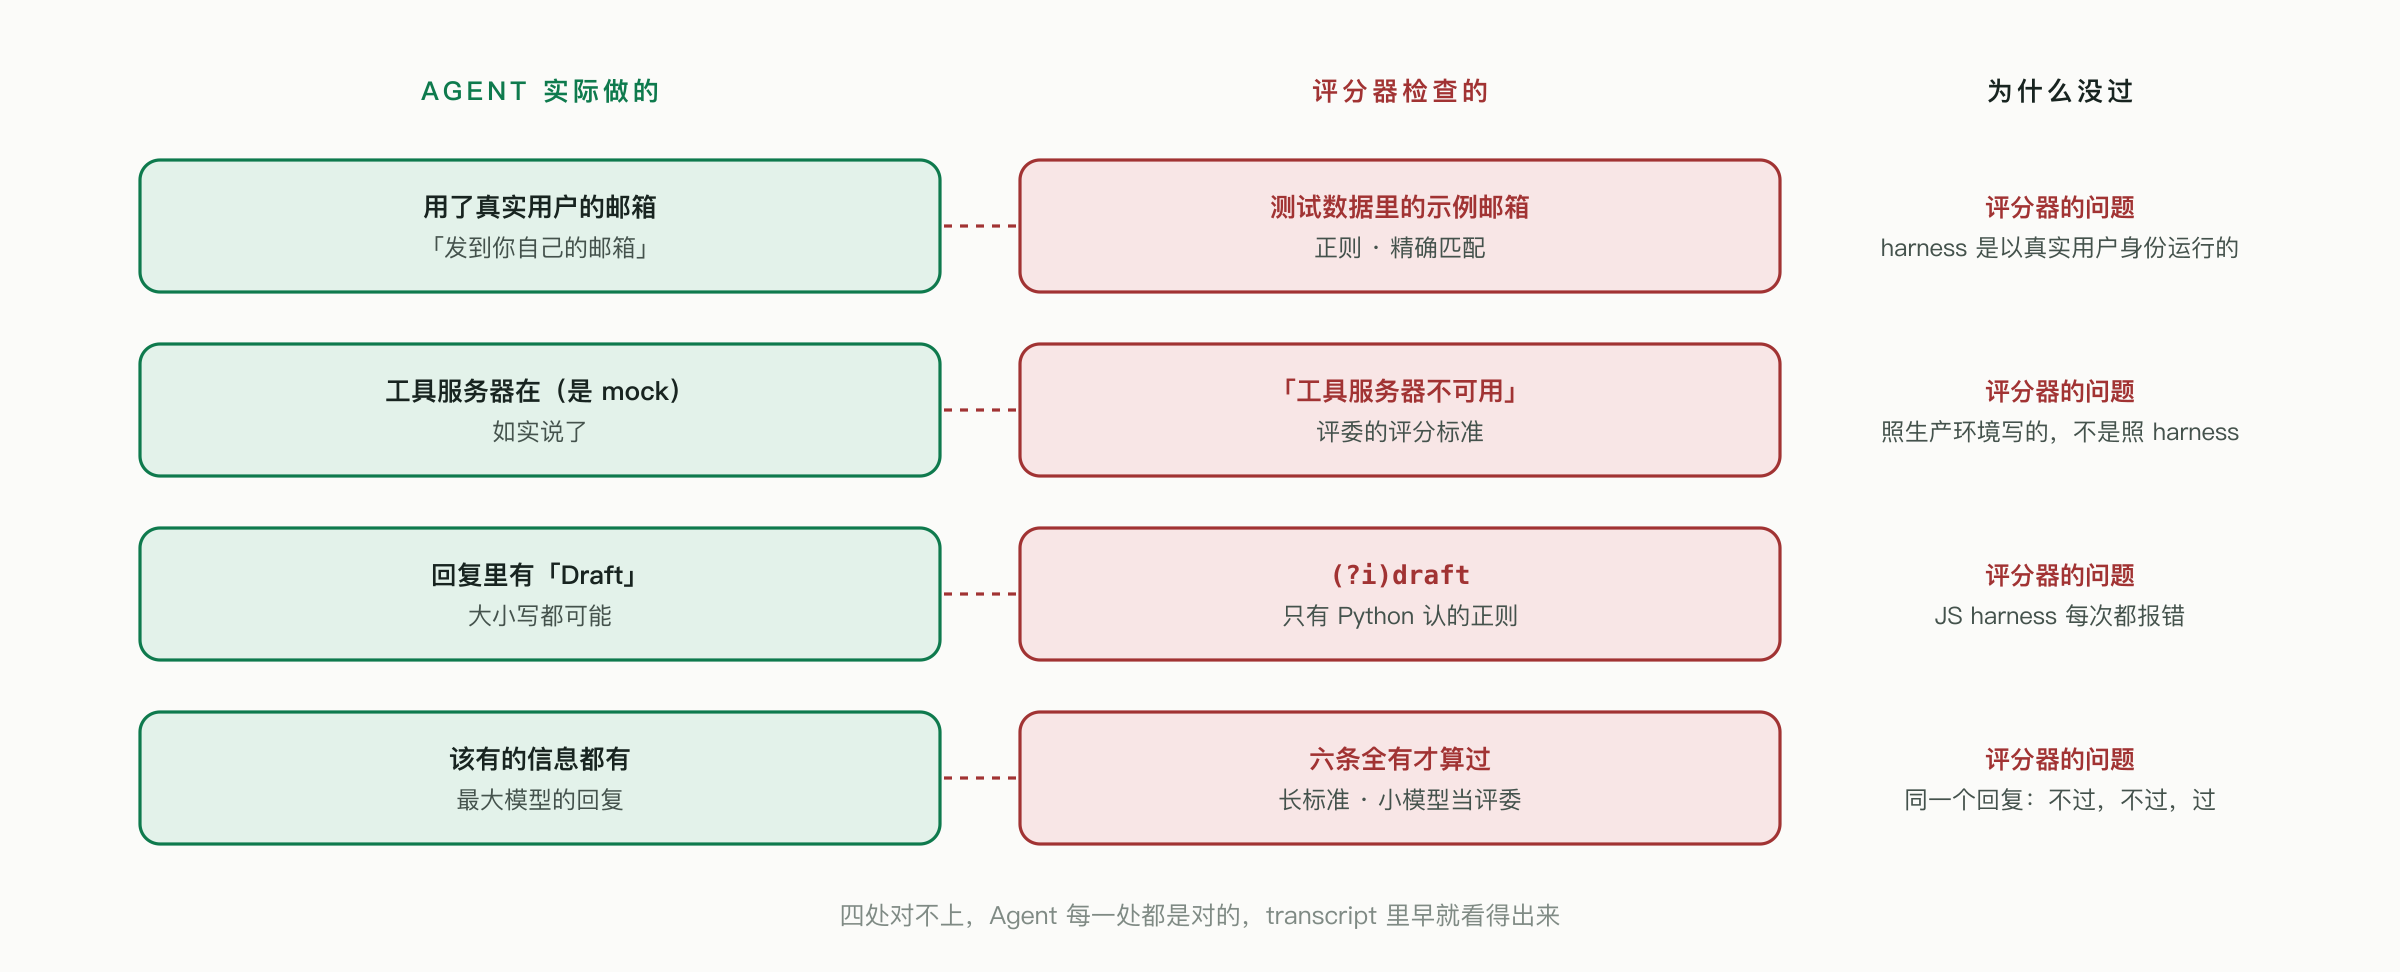 AGENT 实际做的
评分器检查的
为什么没过
用了真实用户的邮箱
「发到你自己的邮箱」
测试数据里的示例邮箱
正则 · 精确匹配
评分器的问题
harness 是以真实用户身份运行的
工具服务器在（是 mock）
如实说了
「工具服务器不可用」
评委的评分标准
评分器的问题
照生产环境写的，不是照 harness
回复里有「Draft」
大小写都可能
(?i)draft
只有 Python 认的正则
评分器的问题
JS harness 每次都报错
该有的信息都有
最大模型的回复
六条全有才算过
长标准 · 小模型当评委
评分器的问题
同一个回复：不过，不过，过
四处对不上，Agent 每一处都是对的，transcript 里早就看得出来